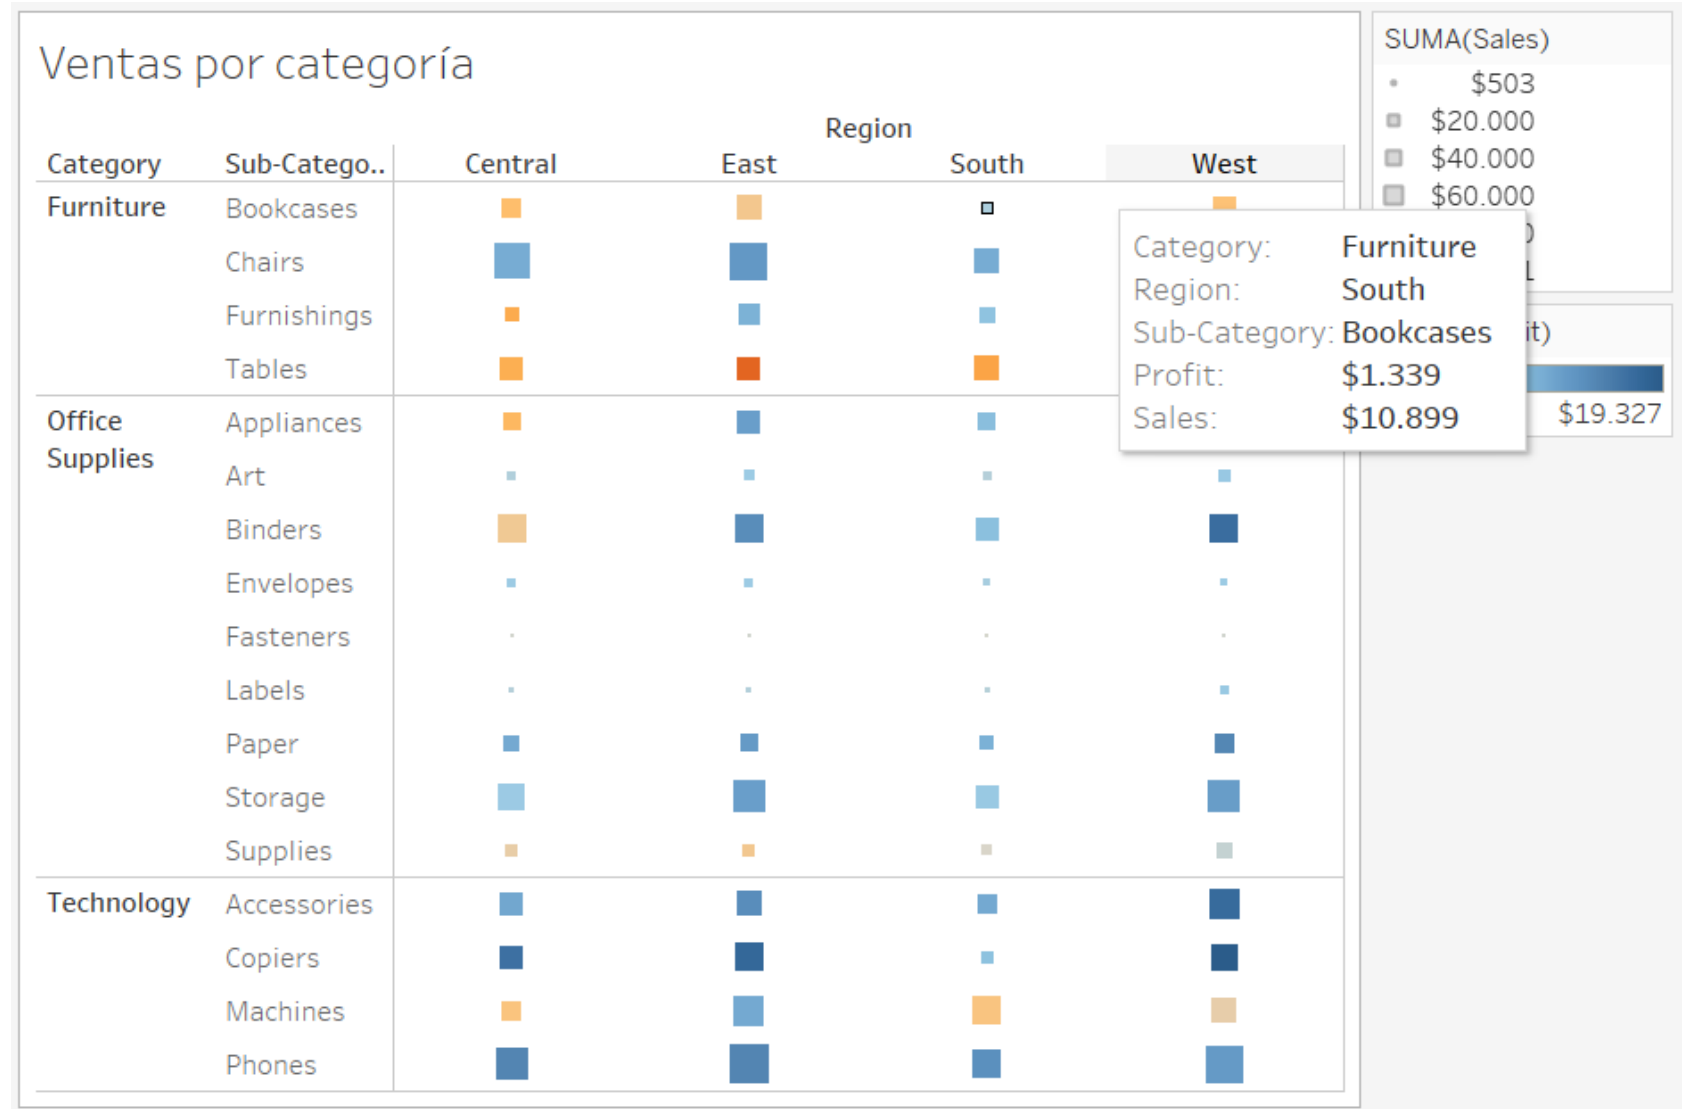 Ventas por categoría
Region
Category Sub-Catego.. Central East South West
Furniture Bookcases
Chairs
Furnishings
Tables
Office Supplies Appliances
Art
Binders
Envelopes
Fasteners
Labels
Paper
Storage
Supplies
Technology Accessories
Copiers
Machines
Phones
Category: Furniture
Region: South
Sub-Category: Bookcases
Profit: $1.339
Sales: $10.899
SUMA(Sales)
$503
$20.000
$40.000
$60.000
$19.327